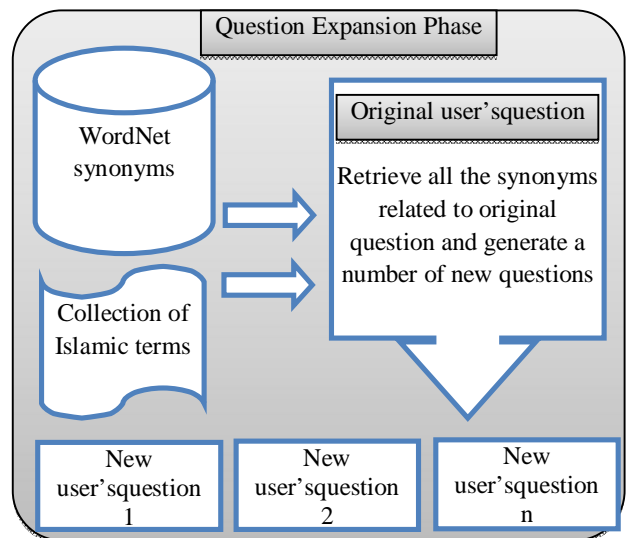 Question Expansion Phase
WordNet
synonyms
Original user'squestion
Retrieve all the synonyms
related to original
question and generate a
number of new questions
Collection of
Islamic terms
New
user'squestion
1
New
user'squestion
2
New
user'squestion
n